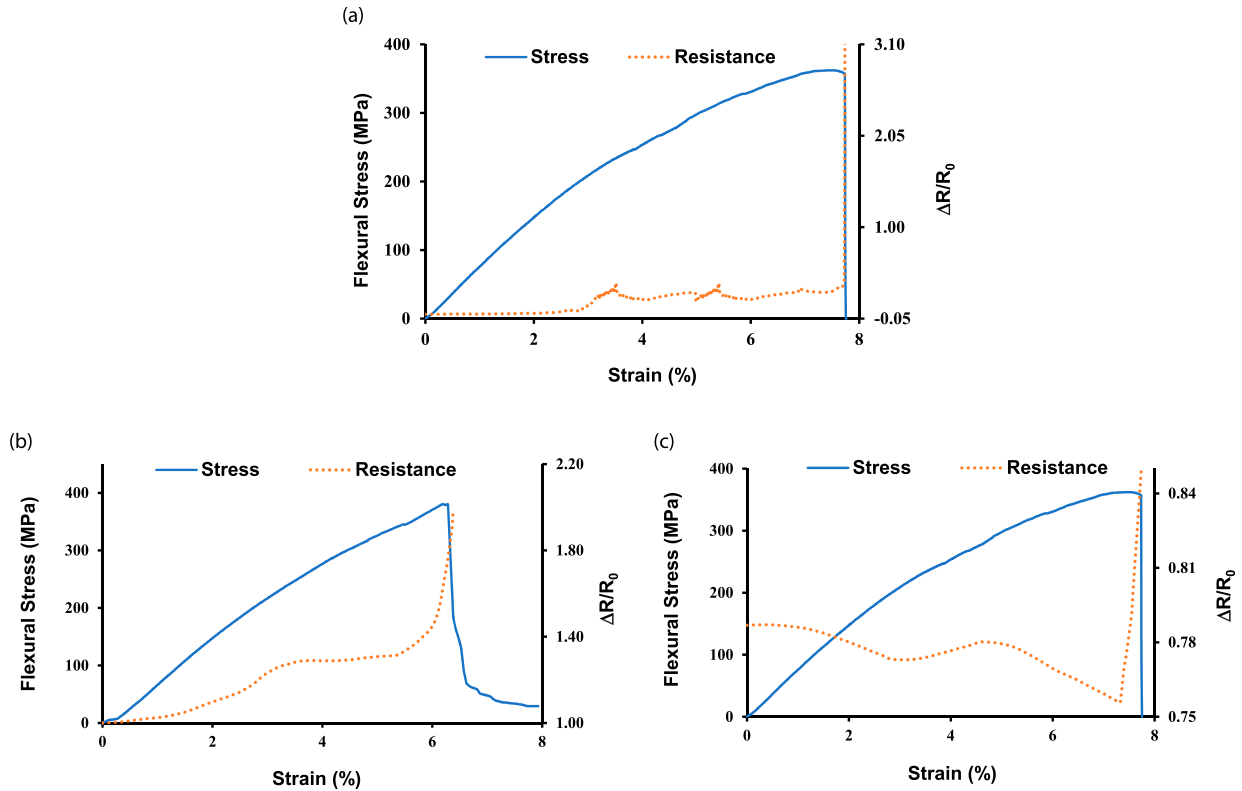 (a)
Stress
Resistance
400
300
200
100
0
Flexural Stress (MPa)
3.10
2.05
1.00
-0.05
ΔR/R0
0 2 4 6 8
Strain (%)
(b)
Stress
Resistance
400
300
200
100
0
Flexural Stress (MPa)
2.20
1.80
1.40
1.00
ΔR/R0
0 2 4 6 8
Strain (%)
(c)
Stress
Resistance
400
300
200
100
0
Flexural Stress (MPa)
0.84
0.81
0.78
0.75
ΔR/R0
0 2 4 6 8
Strain (%)